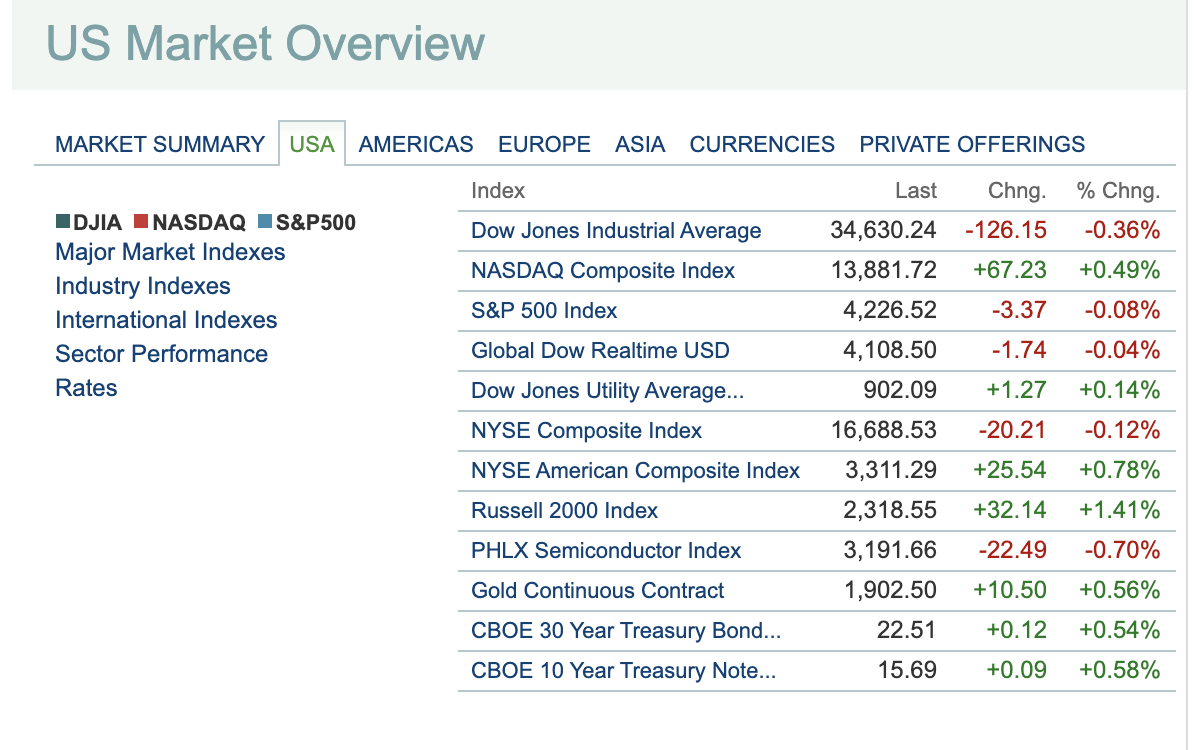 US Market Overview
MARKET SUMMARY USA AMERICAS EUROPE ASIA CURRENCIES PRIVATE OFFERINGS
DJIA NASDAQ S&P500
Major Market Indexes
Industry Indexes
International Indexes
Sector Performance
Rates
Index Last Chng. % Chng.
Dow Jones Industrial Average 34,630.24 -126.15 -0.36%
NASDAQ Composite Index 13,881.72 +67.23 +0.49%
S&P 500 Index 4,226.52 -3.37 -0.08%
Global Dow Realtime USD 4,108.50 -1.74 -0.04%
Dow Jones Utility Average... 902.09 +1.27 +0.14%
NYSE Composite Index 16,688.53 -20.21 -0.12%
NYSE American Composite Index 3,311.29 +25.54 +0.78%
Russell 2000 Index 2,318.55 +32.14 +1.41%
PHLX Semiconductor Index 3,191.66 -22.49 -0.70%
Gold Continuous Contract 1,902.50 +10.50 +0.56%
CBOE 30 Year Treasury Bond... 22.51 +0.12 +0.54%
CBOE 10 Year Treasury Note... 15.69 +0.09 +0.58%